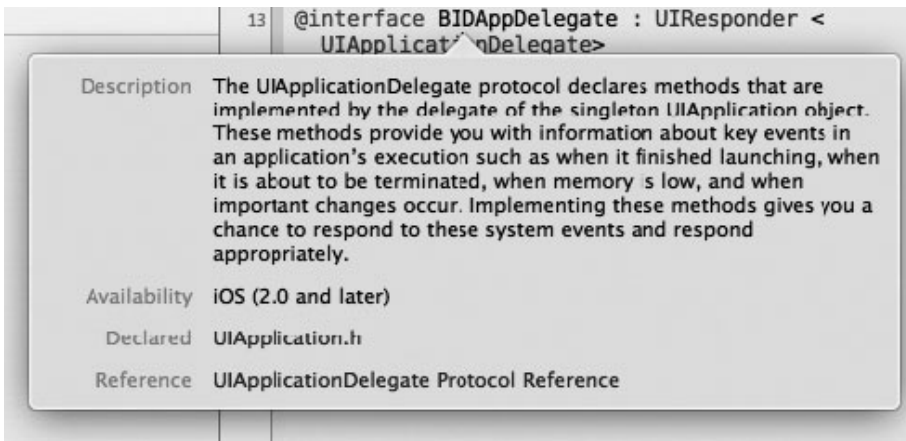 13 @interface BIDAppDelegate : UIResponder <
UIApplicationDelegate>
Description The UIApplicationDelegate protocol declares methods that are
implemented by the delegate of the singleton UIApplication object.
These methods provide you with information about key events in
an application's execution such as when it finished launching, when
it is about to be terminated, when memory is low, and when
important changes occur. Implementing these methods gives you a
chance to respond to these system events and respond
appropriately.
Availability iOS (2.0 and later)
Declared UIApplication.h
Reference UIApplicationDelegate Protocol Reference